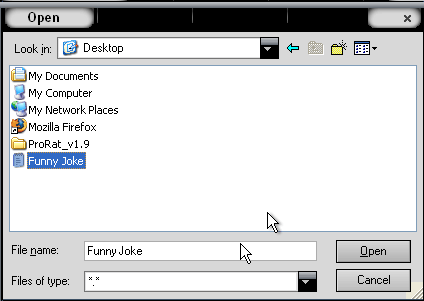 Open
Look in: Desktop
My Documents
My Computer
My Network Places
Mozilla Firefox
ProRat_v1.9
Funny Joke
File name: Funny Joke Open
Files of type: *.* Cancel